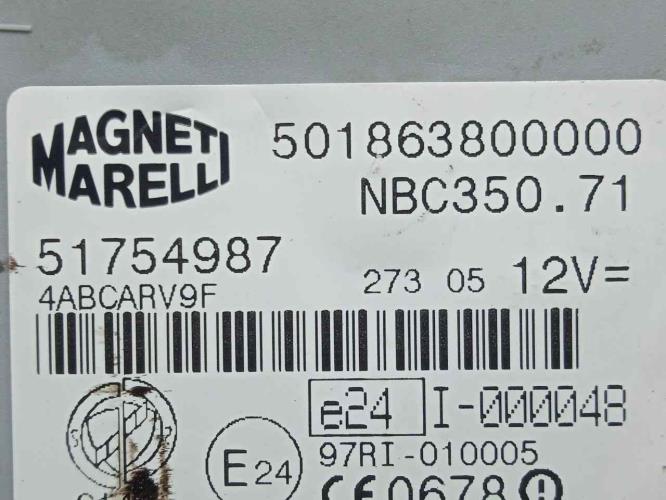 MAGNETI
MARELLI
501863800000
NBC350.71
51754987
273 05 12V=
4ABCARV9F
e24 I-000048
E24
97RI-010005
CE0678